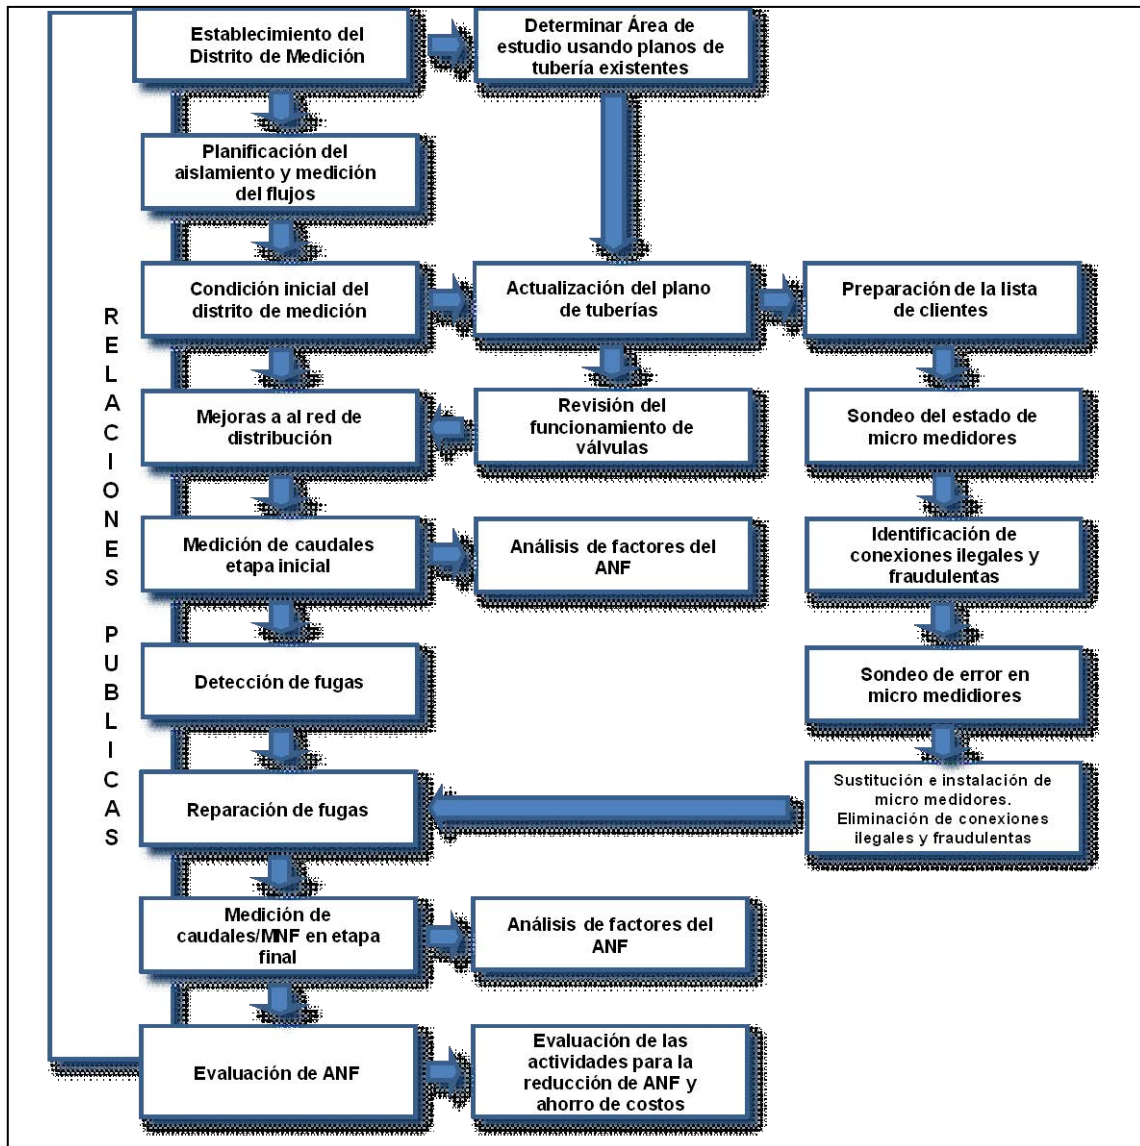 Establecimiento del
Distrito de Medición
Determinar Área de
estudio usando planos de
tubería existentes
Planificación del
aislamiento y medición
del flujos
Condición inicial del
distrito de medición
Actualización del plano
de tuberías
Preparación de la lista
de clientes
Mejoras a al red de
distribución
Revisión del
funcionamiento de
válvulas
Sondeo del estado de
micro medidores
Medición de caudales
etapa inicial
Análisis de factores del
ANF
Identificación de
conexiones ilegales y
fraudulentas
Detección de fugas
Sondeo de error en
micro medidiores
Reparación de fugas
Sustitución e instalación de
micro medidores.
Eliminación de conexiones
ilegales y fraudulentas
Medición de
caudales/MNF en etapa
final
Análisis de factores del
ANF
Evaluación de ANF
Evaluación de las
actividades para la
reducción de ANF y
ahorro de costos
RELACIONES PUBLICAS